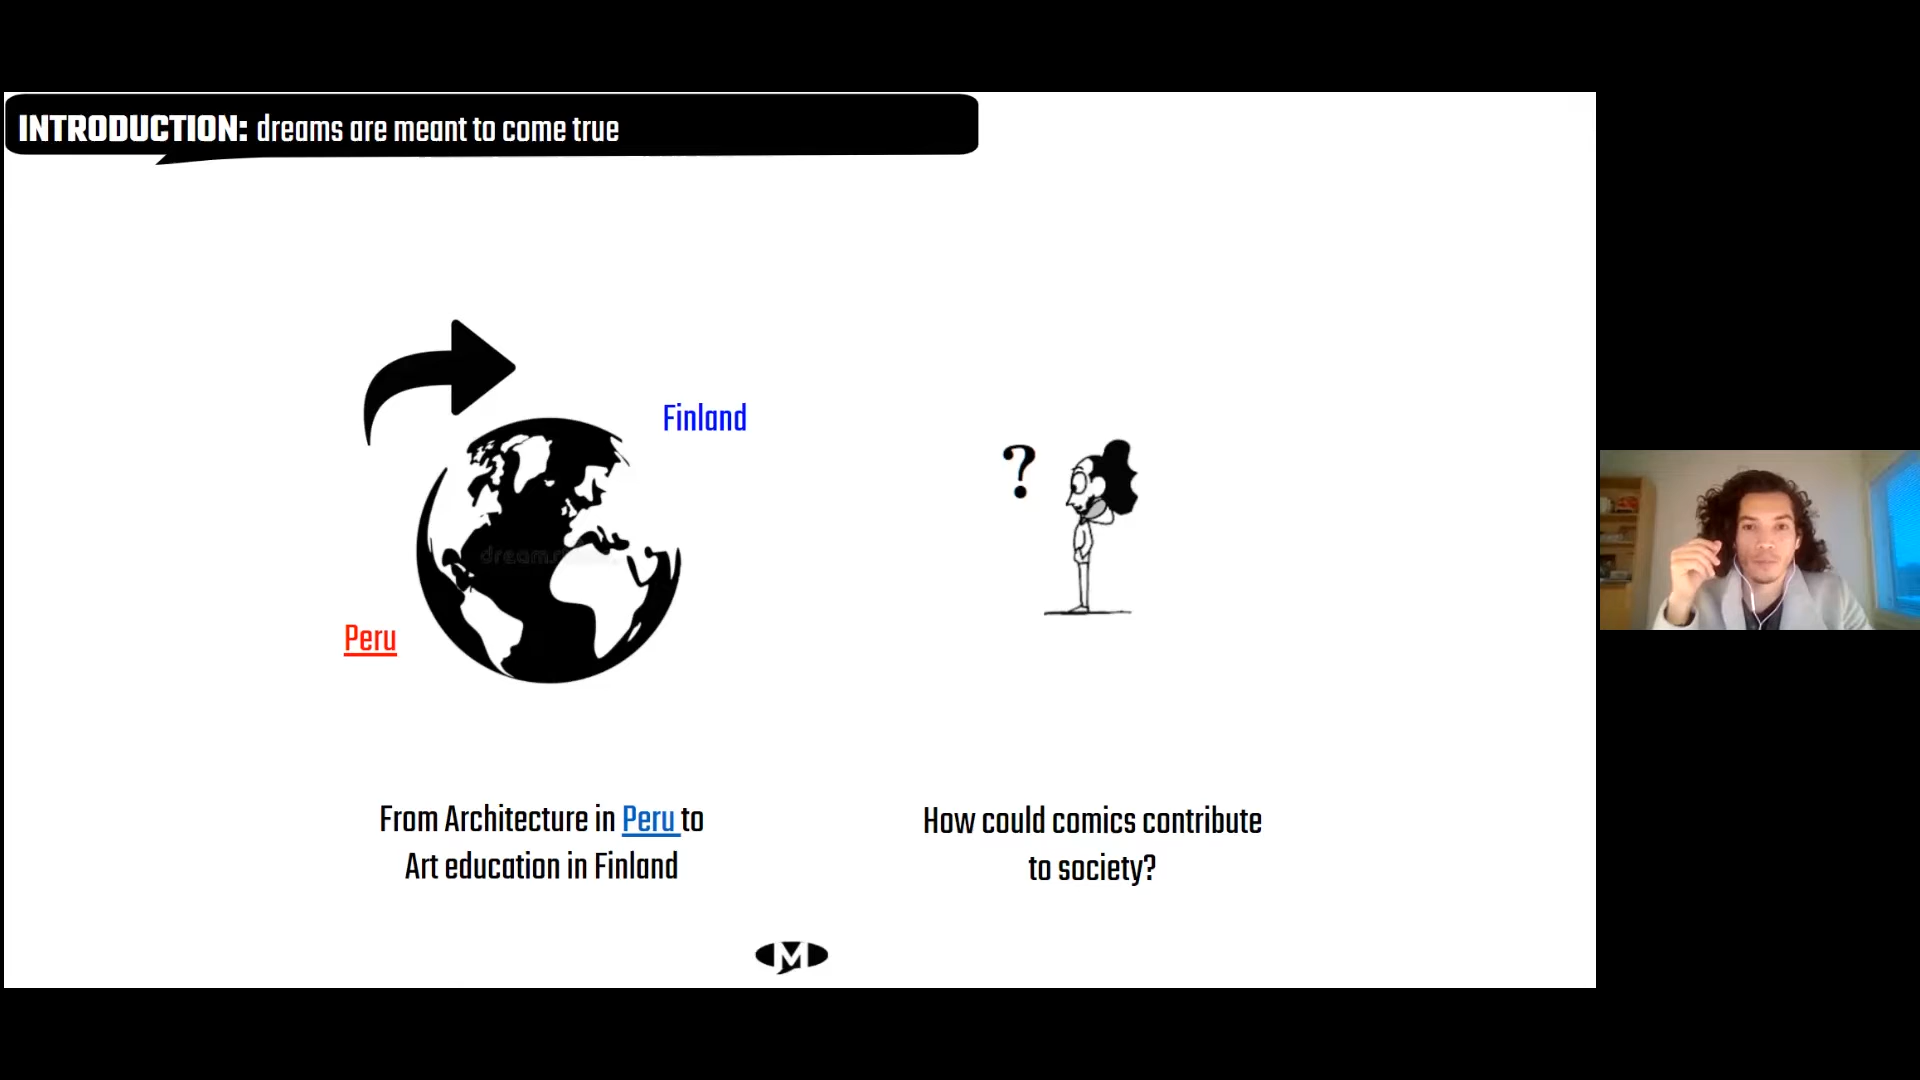 INTRODUCTION: dreams are meant to come true
Finland
?
dream
Peru
From Architecture in Peru to
Art education in Finland
How could comics contribute
to society?
M